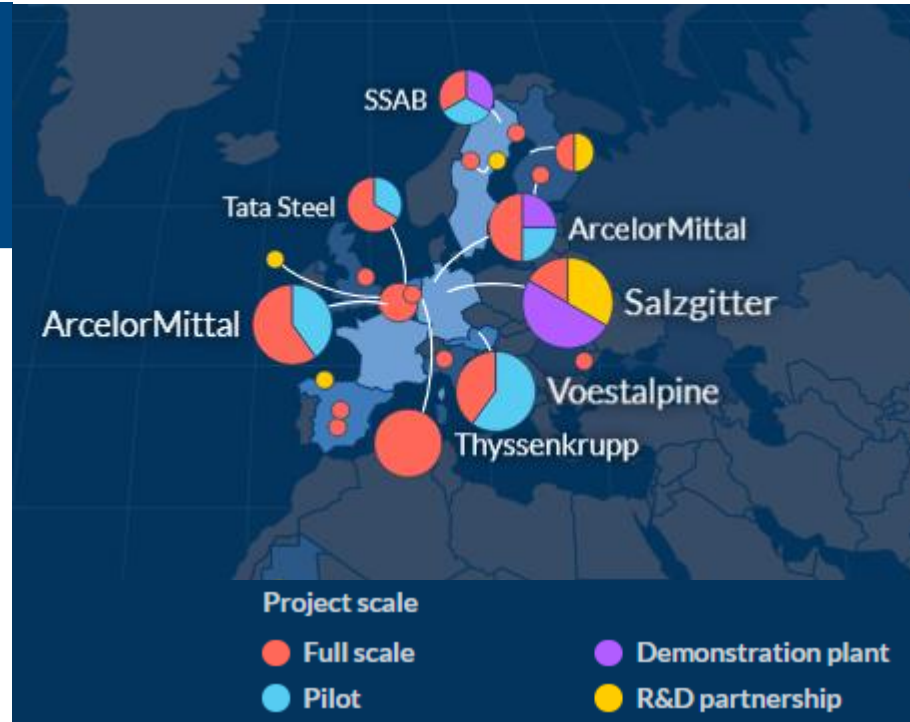 SSAB
Tata Steel
ArcelorMittal
Salzgitter
ArcelorMittal
Voestalpine
Thyssenkrupp
Project scale
Full scale
Demonstration plant
Pilot
R&D partnership